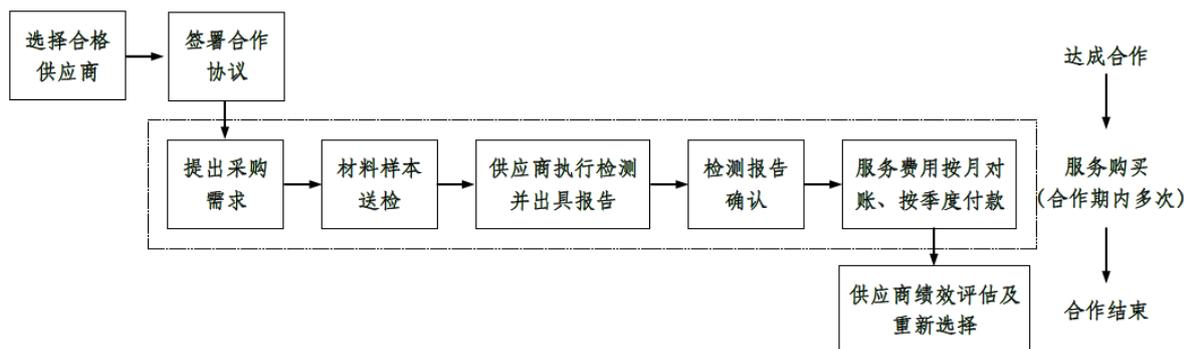 选择合格
供应商
签署合作
协议
达成合作
提出采购
需求
材料样本
送检
供应商执行检测
并出具报告
检测报告
确认
服务费用按月对
账、按季度付款
服务购买
(合作期内多次)
供应商绩效评估及
重新选择
合作结束